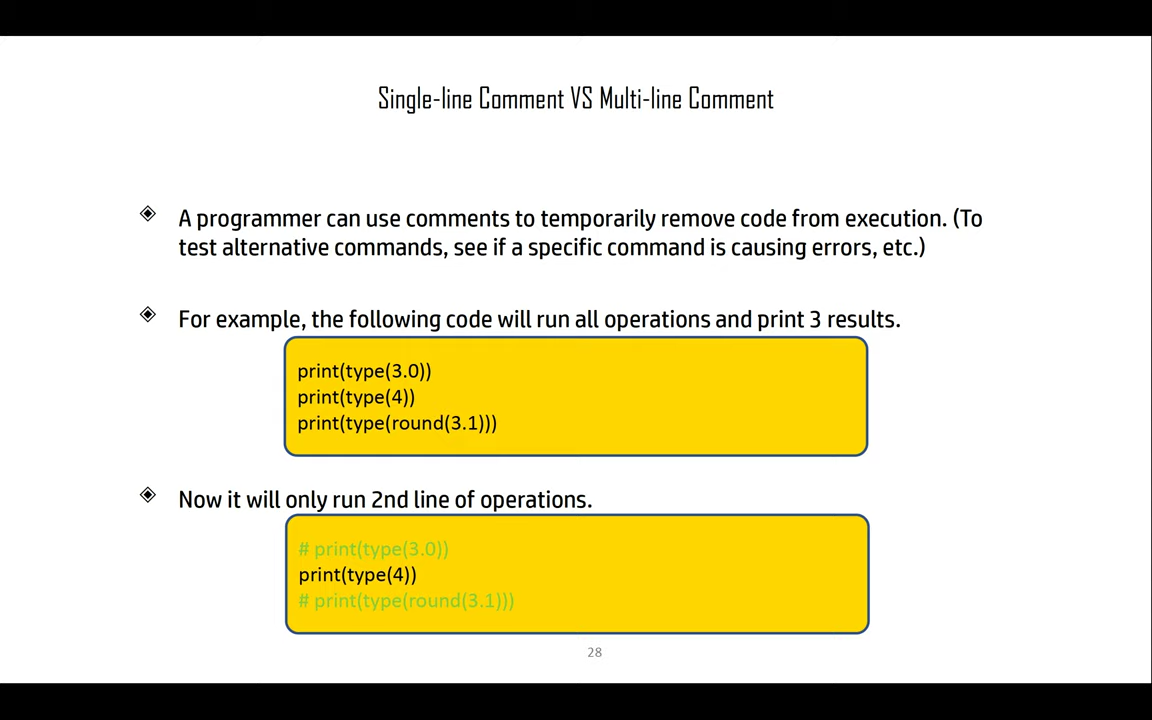 Single-line Comment VS Multi-line Comment
A programmer can use comments to temporarily remove code from execution. (To
test alternative commands, see if a specific command is causing errors, etc.)
For example, the following code will run all operations and print 3 results.
print(type(3.0))
print(type(4))
print(type(round(3.1)))
Now it will only run 2nd line of operations.
# print(type(3.0))
print(type(4))
# print(type(round(3.1)))
28